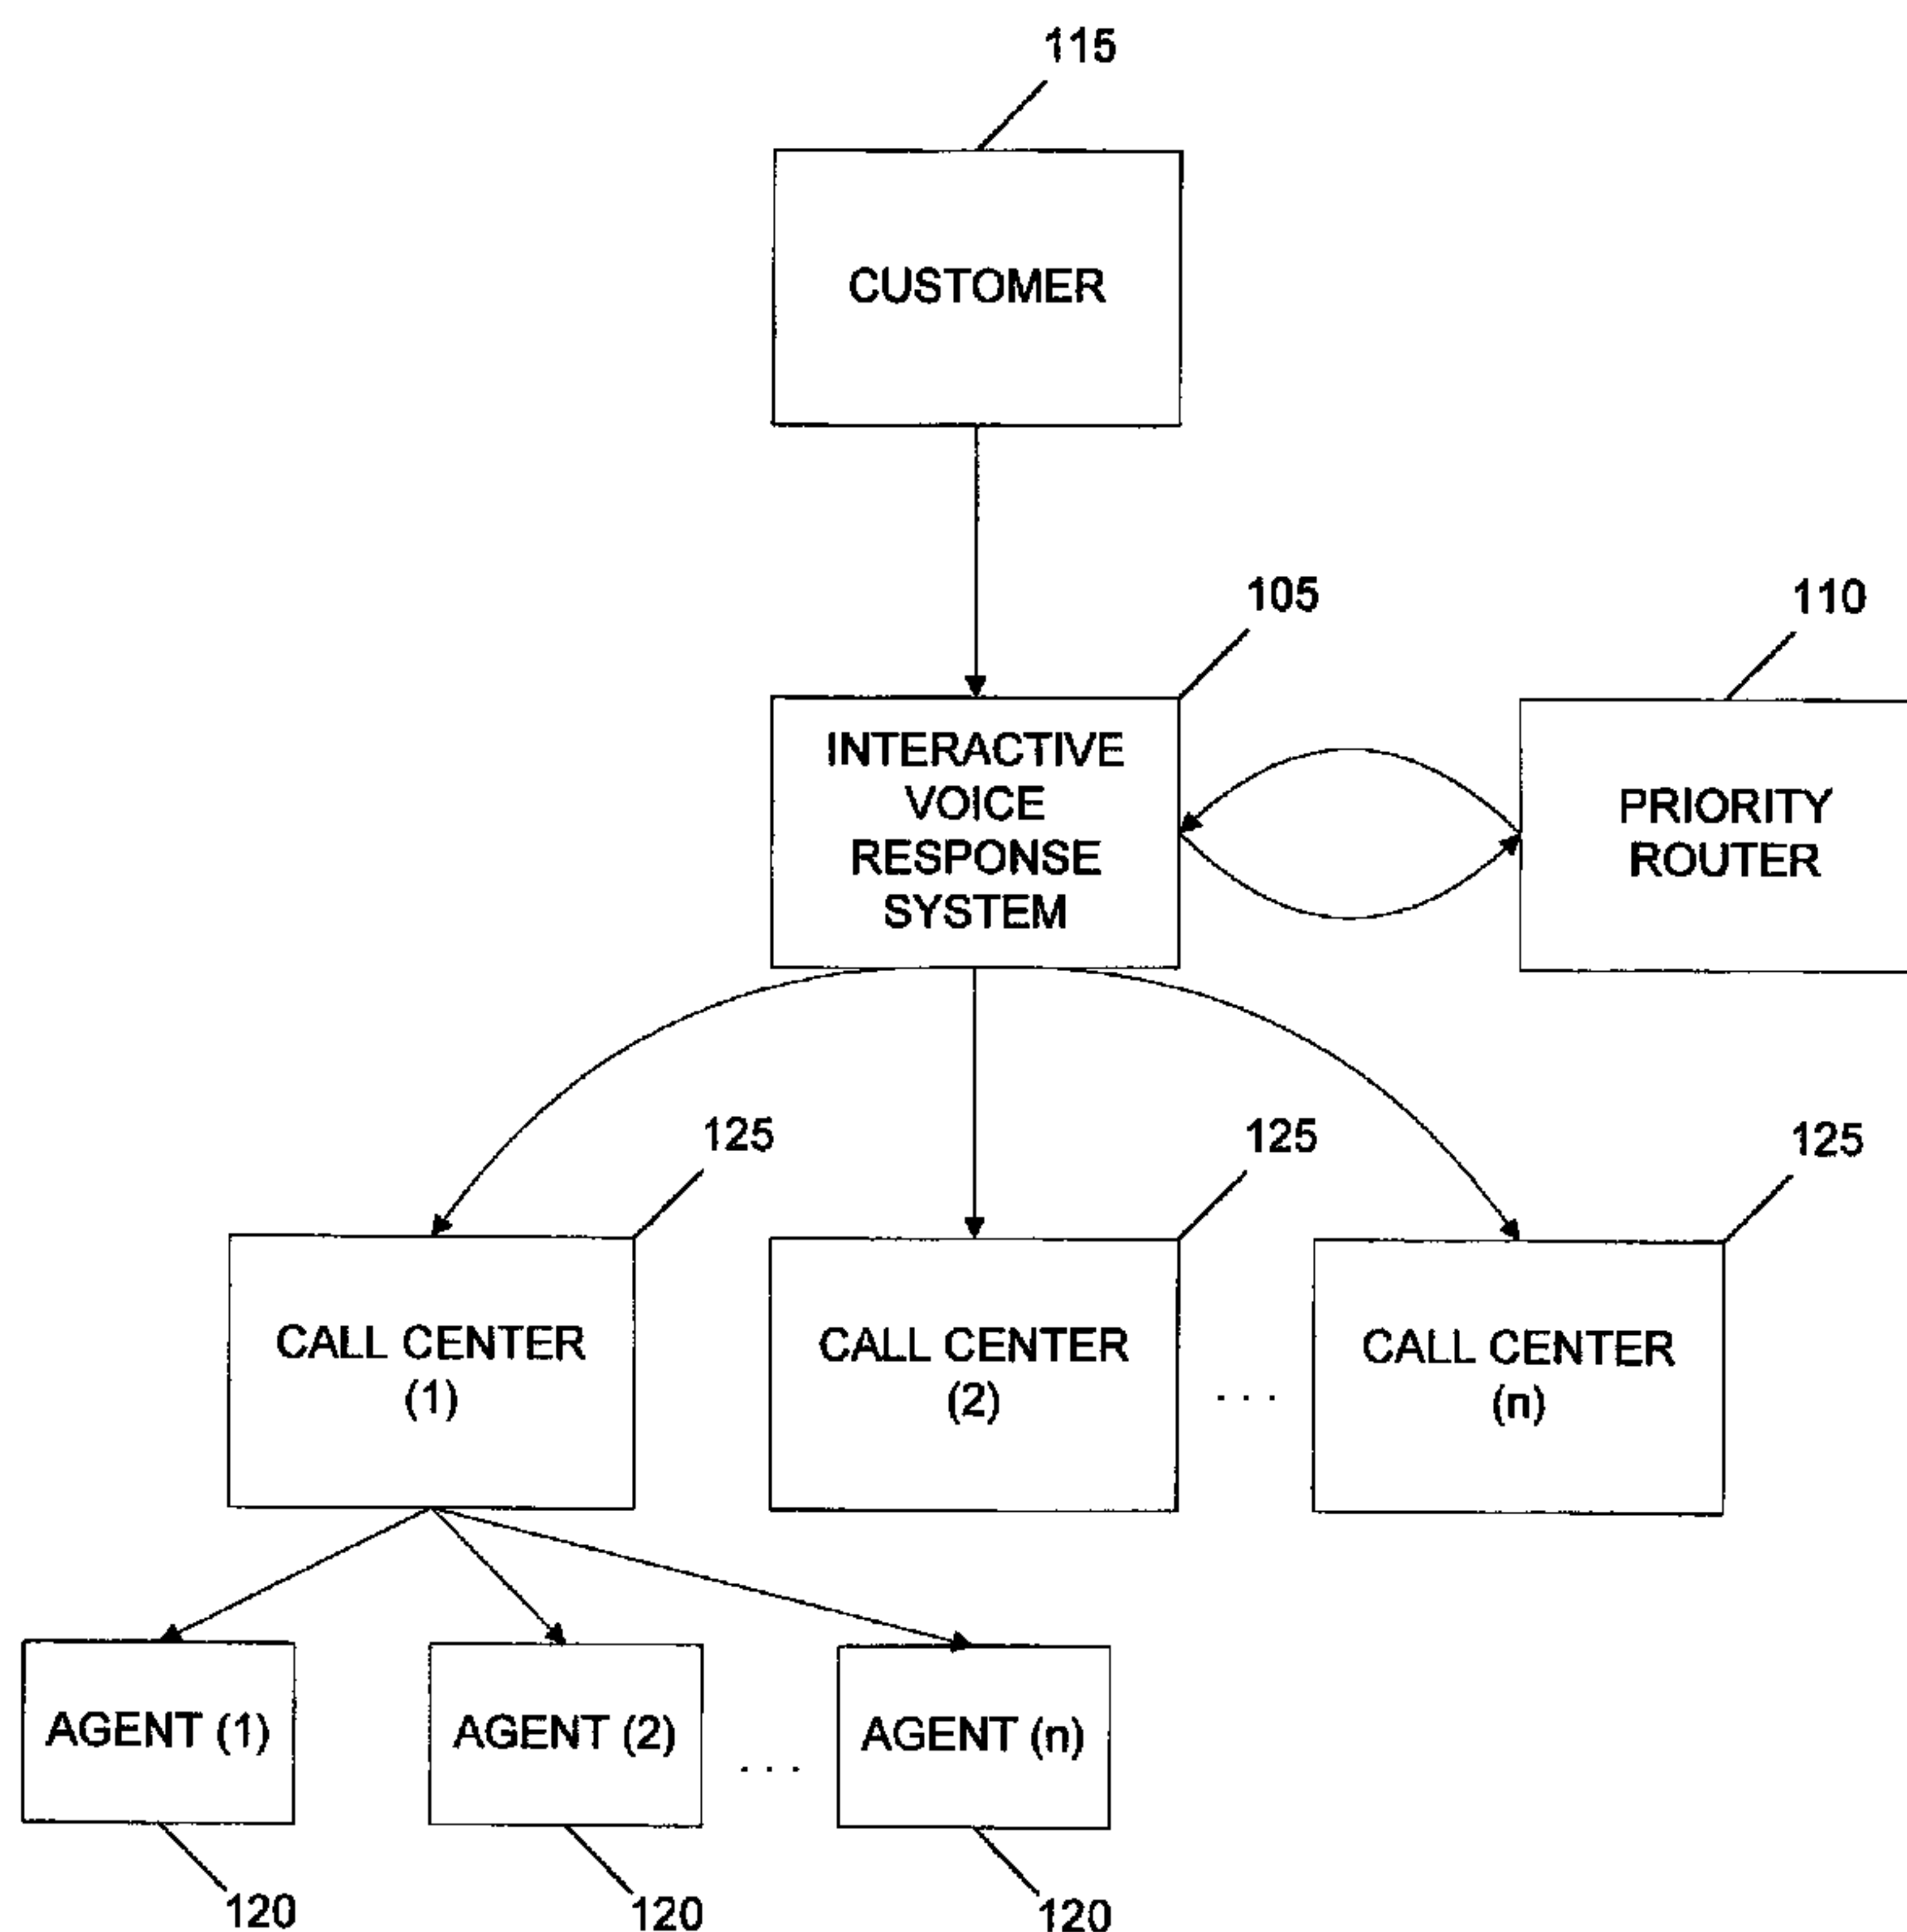 115
CUSTOMER
105
110
INTERACTIVE
VOICE
RESPONSE
SYSTEM
PRIORITY
ROUTER
125
125
125
CALL CENTER
(1)
CALL CENTER
(2)
. . .
CALL CENTER
(n)
AGENT (1)
AGENT (2)
. . .
AGENT (n)
120
120
120